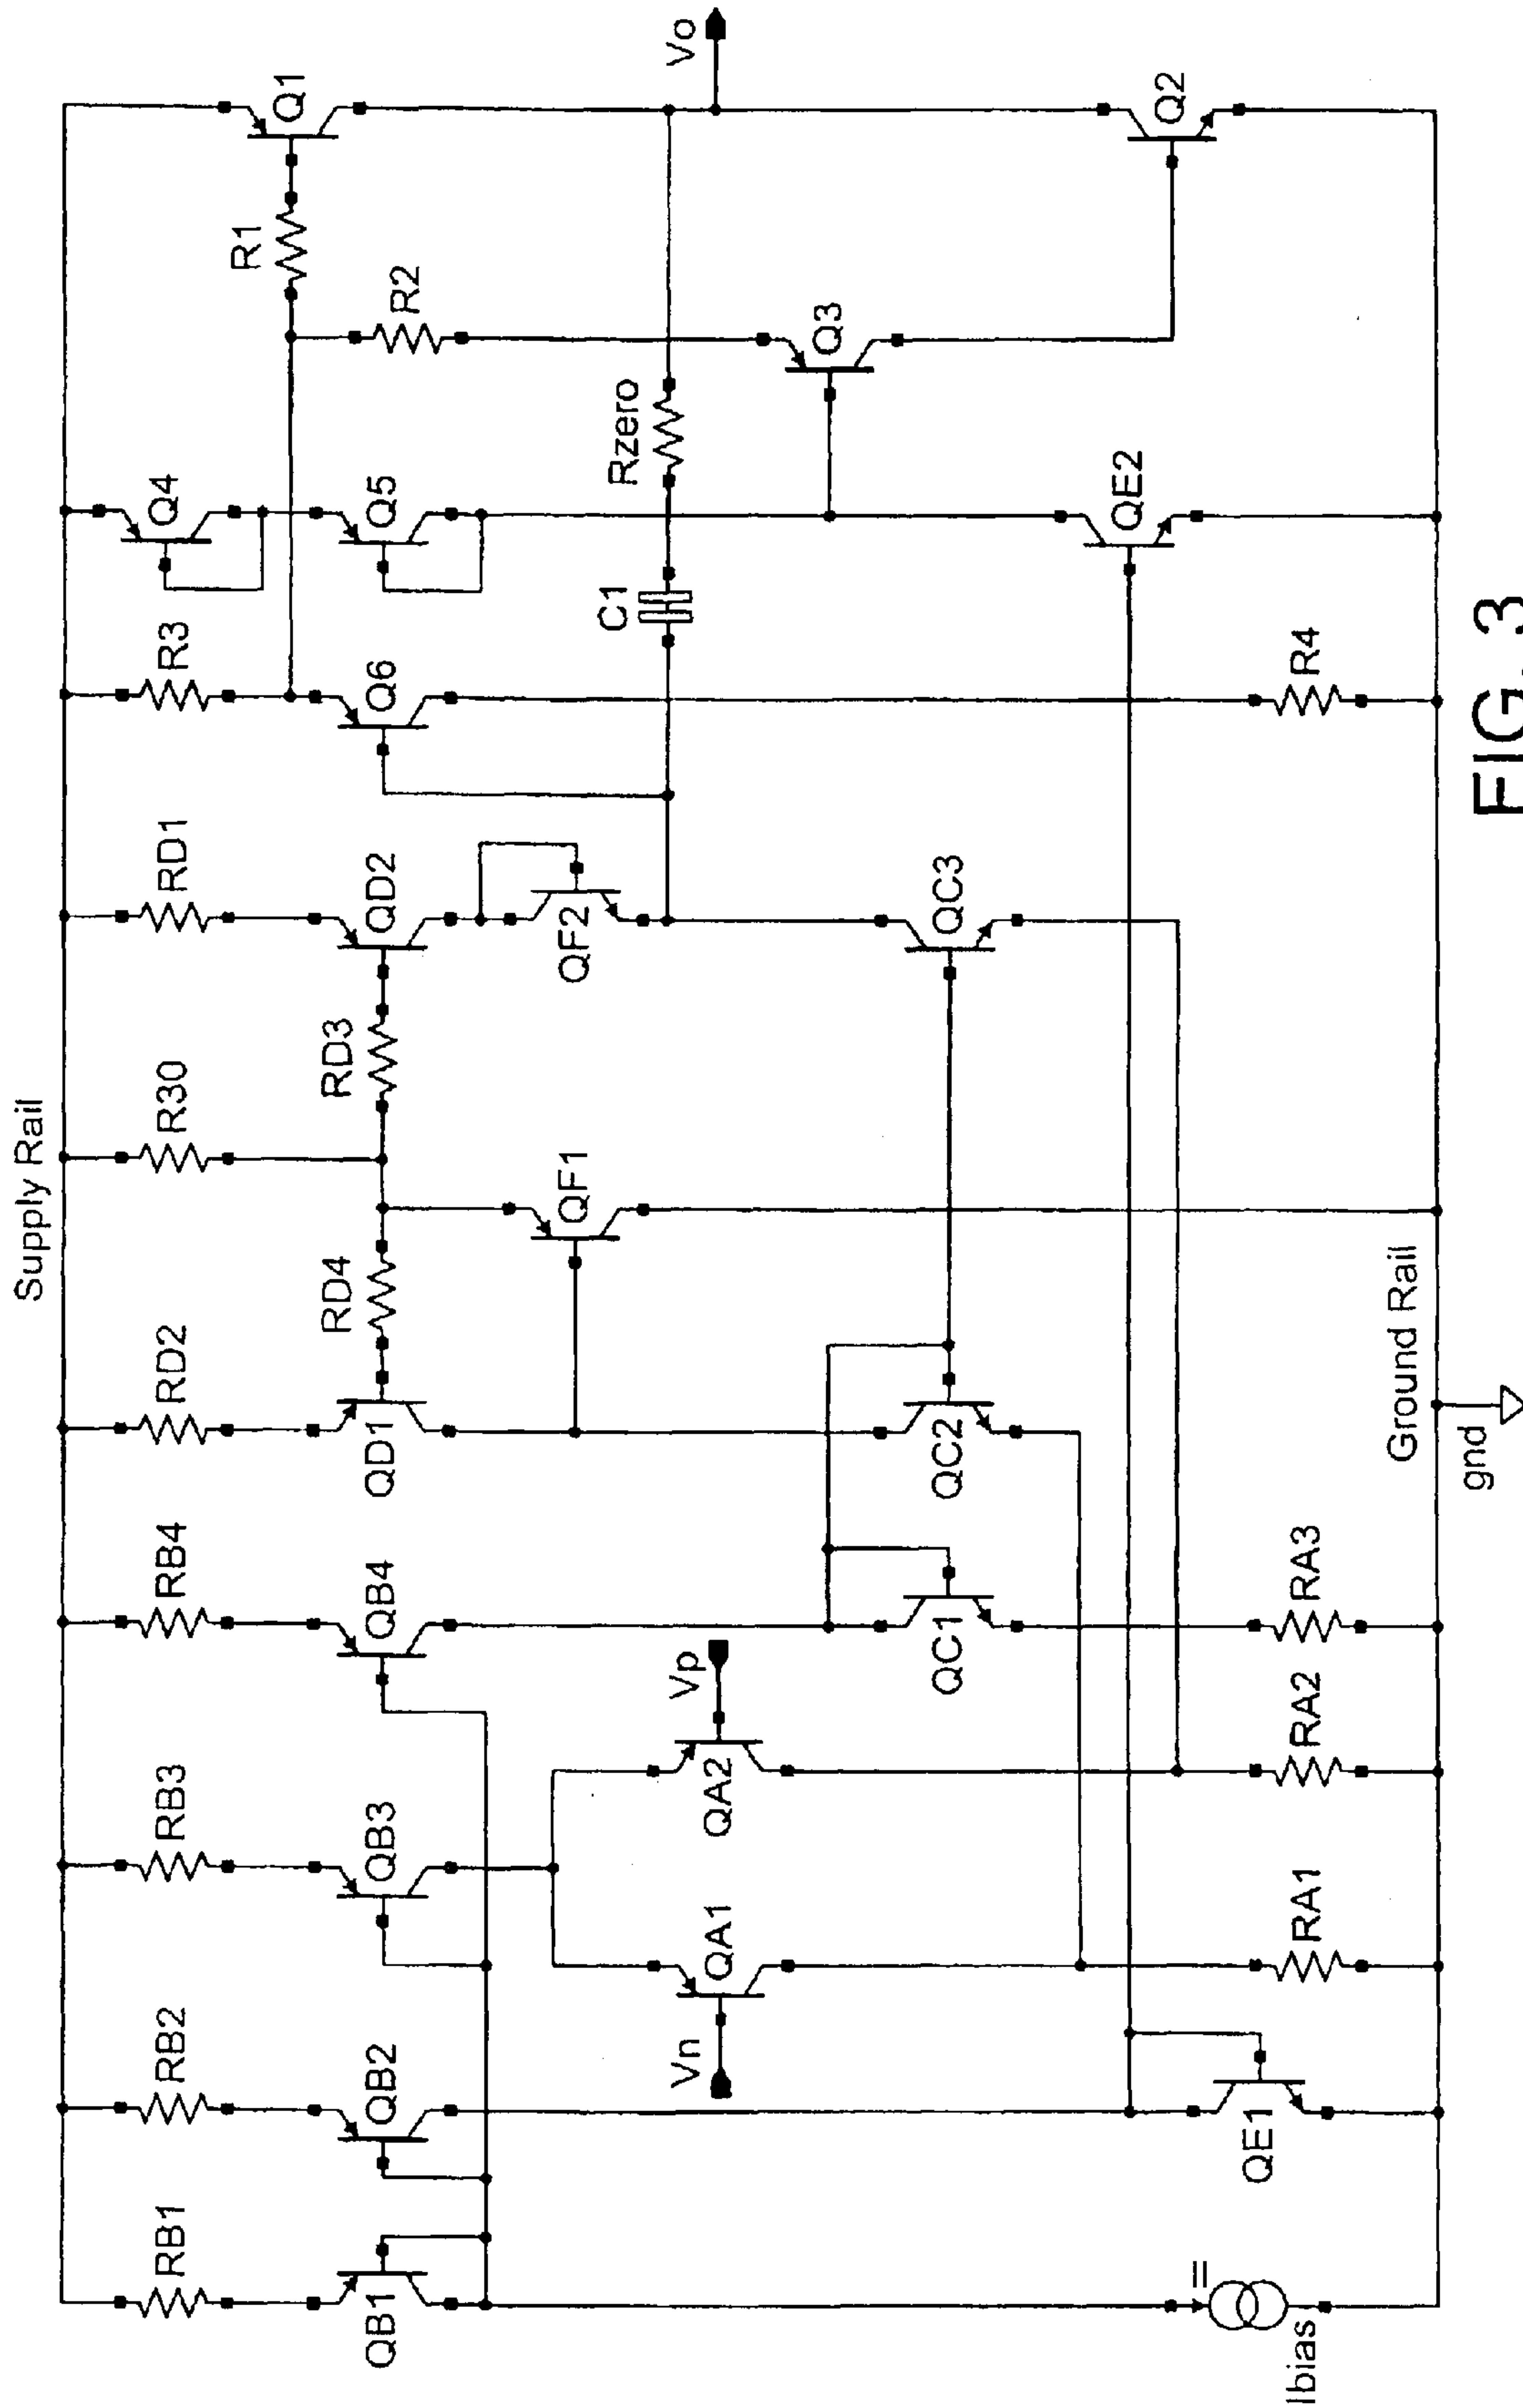 Supply Rail
RB1
RB2
RB3
RB4
RD2
R30
RD1
R3
Q4
Q1
R1
QB1
QB2
QB3
QB4
QD1
RD4
RD3
QD2
Q6
Q5
R2
QF1
QF2
C1
Rzero
Vo
Vn
QA1
QA2
Vp
Q3
QC1
QC2
QC3
QE2
Q2
QE1
RA1
RA2
RA3
R4
II
Ibias
Ground Rail
gnd
FIG. 3